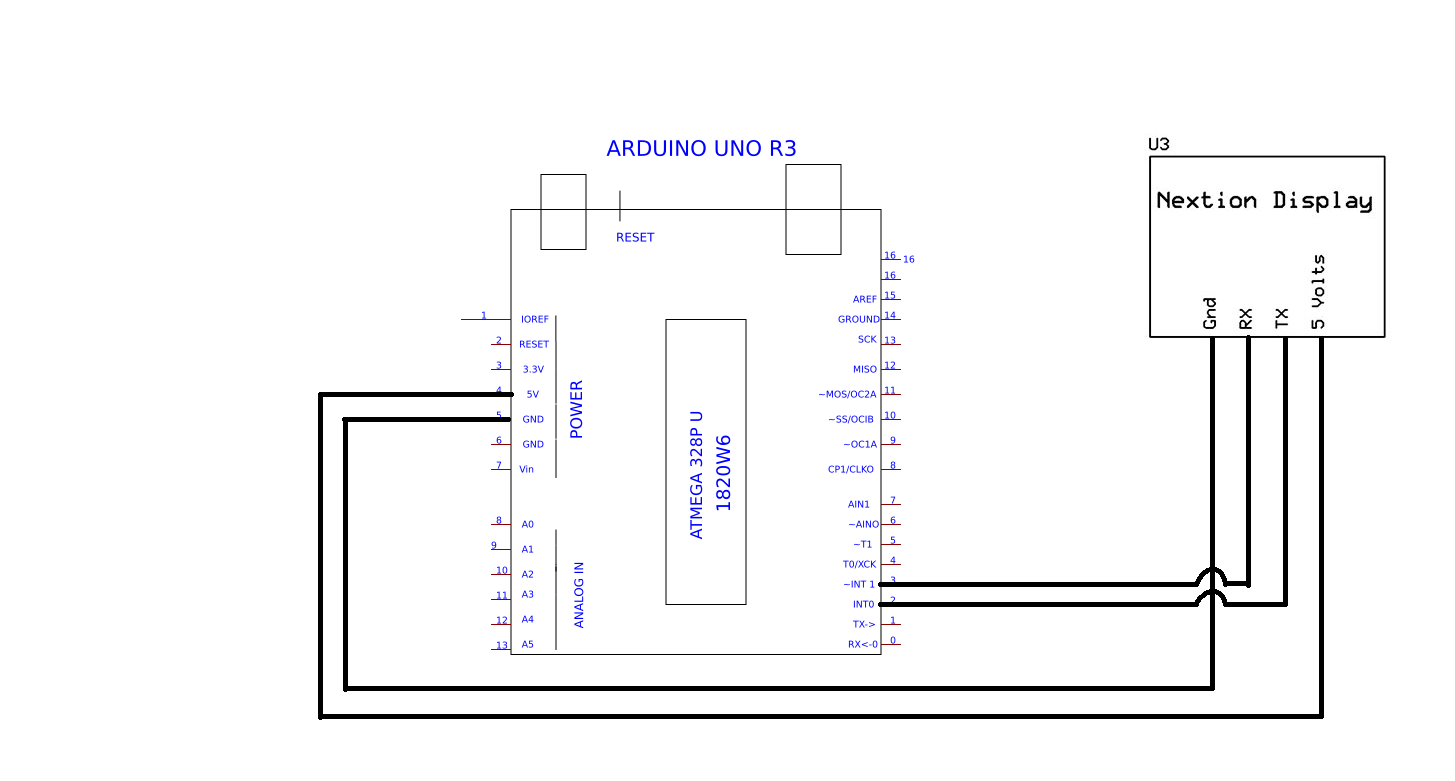 ARDUINO UNO R3
U3
Nextion Display
Gnd
RX
TX
5 Volts
RESET
1 IOREF
2 RESET
3 3.3V
4 5V
5 GND
6 GND
7 Vin
POWER
8 A0
9 A1
10 A2
11 A3
12 A4
13 A5
ANALOG IN
ATMEGA 328P U
1820W6
16 16
16
AREF 15
GROUND 14
SCK 13
MISO 12
~MOS/OC2A 11
~SS/OCIB 10
~OC1A 9
CP1/CLKO 8
AIN1 7
~AINO 6
~T1 5
T0/XCK 4
~INT 1 3
INT0 2
TX-> 1
RX<-0 0